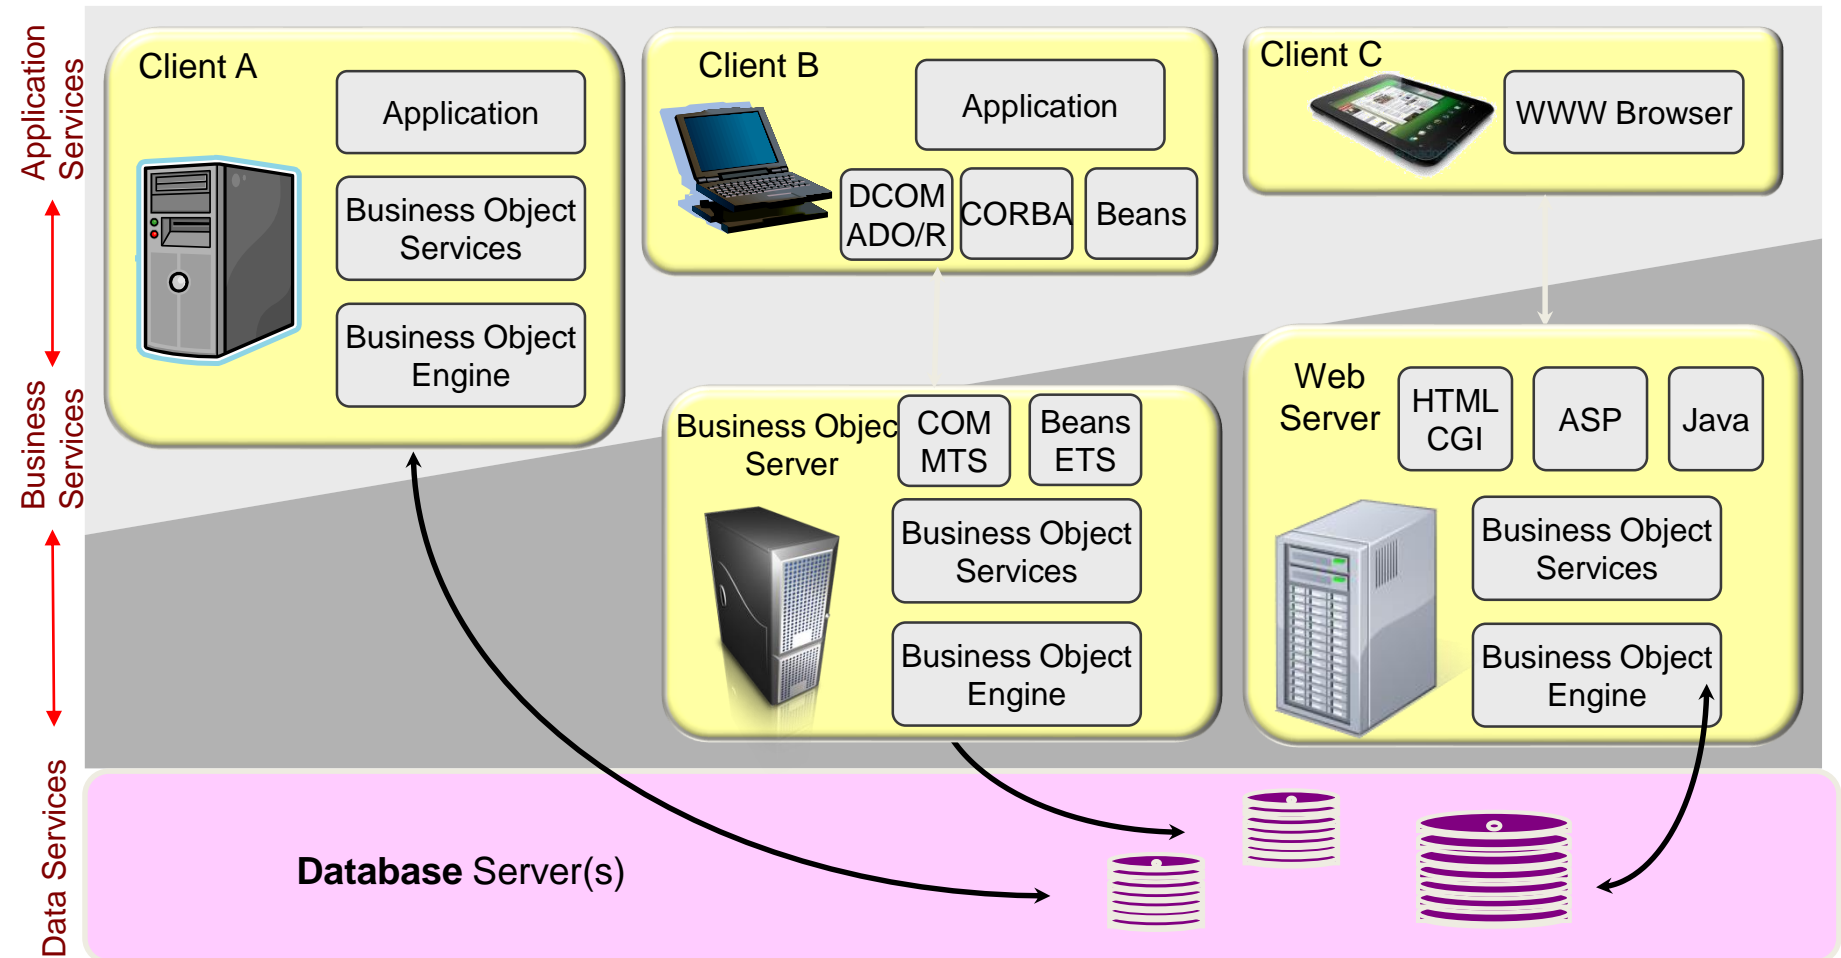 Application
Services
Business
Services
Data Services
Client A
Application
Business Object
Services
Business Object
Engine
Client B
Application
DCOM
ADO/R
CORBA
Beans
Client C
WWW Browser
Business Objec
Server
COM
MTS
Beans
ETS
Business Object
Services
Business Object
Engine
Web
Server
HTML
CGI
ASP
Java
Business Object
Services
Business Object
Engine
Database Server(s)